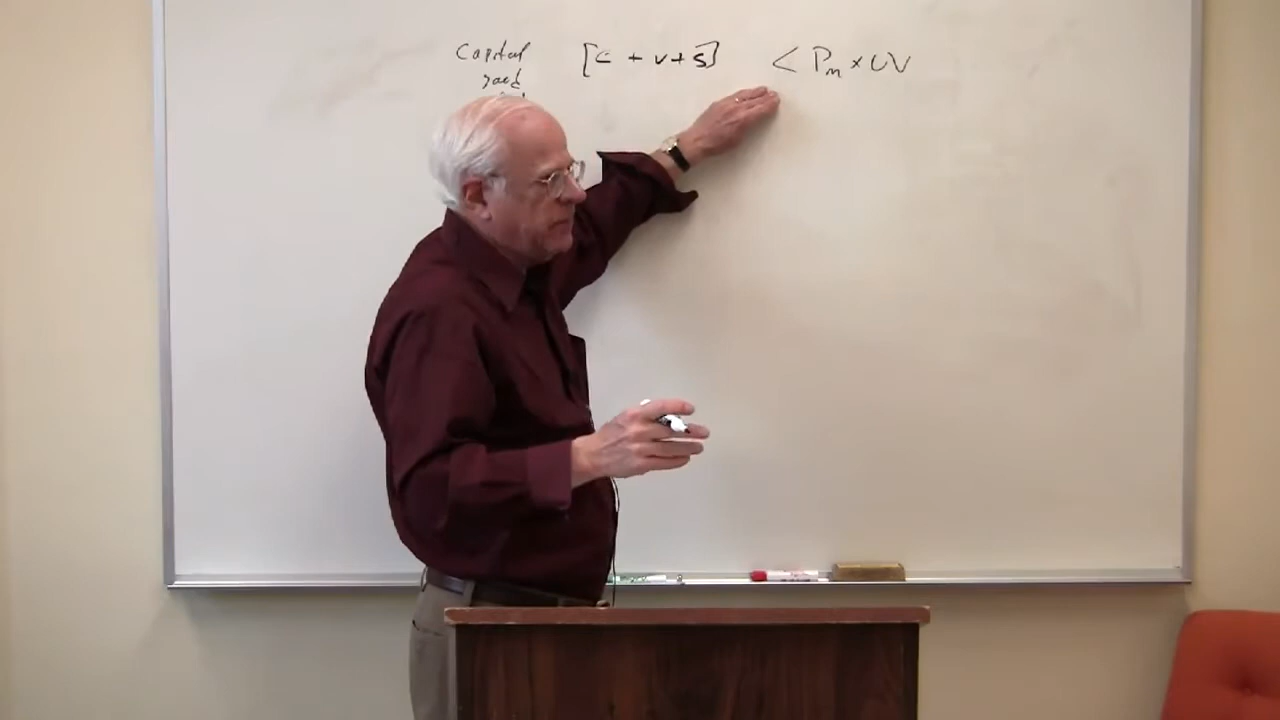 Capital [c + v + s] < Pm × UV